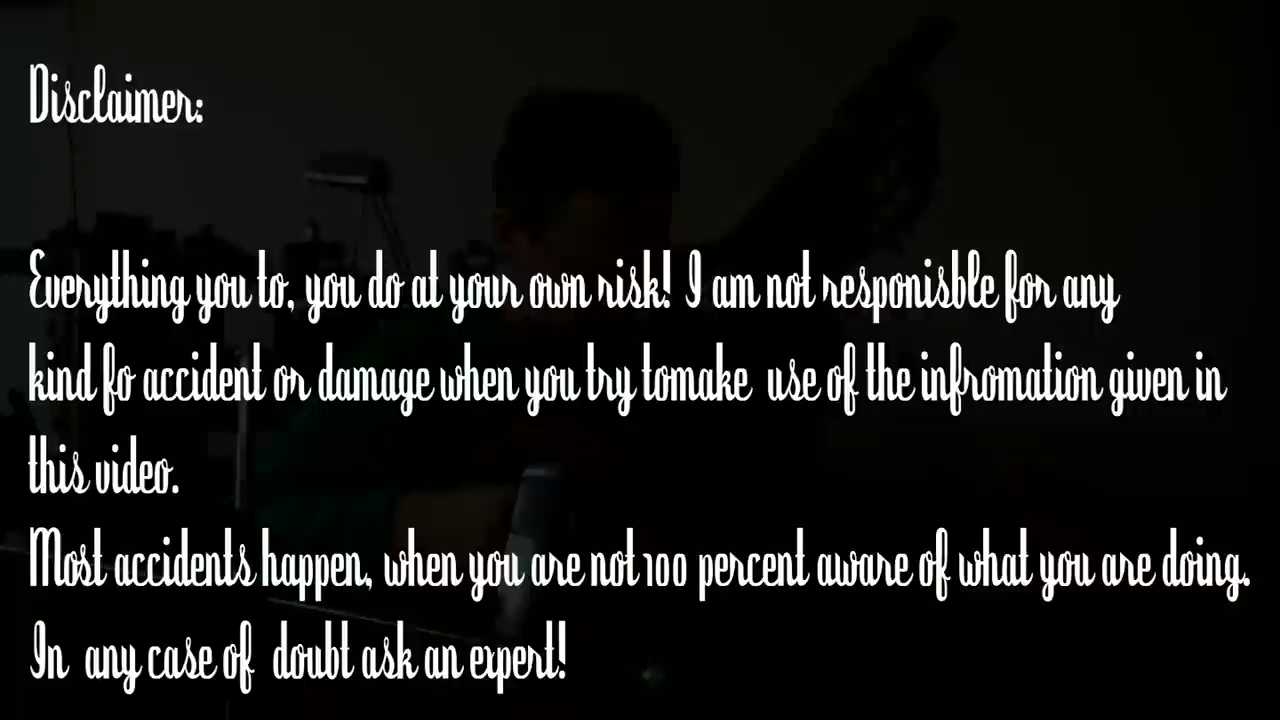 Disclaimer:
Everything you to, you do at your own risk! I am not responisble for any
kind fo accident or damage when you try tomake use of the infromation given in
this video.
Most accidents happen, when you are not 100 percent aware of what you are doing.
In any case of doubt ask an expert!